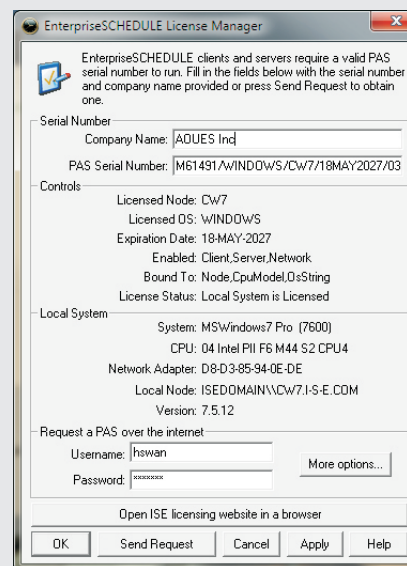 EnterpriseSCHEDULE License Manager
x
EnterpriseSCHEDULE clients and servers require a valid PAS
serial number to run. Fill in the fields below with the serial number
and company name provided or press Send Request to obtain
one.
Serial Number
Company Name: AOUES Inc
PAS Serial Number: M61491/WINDOWS/CW7/18MAY2027/03
Controls
Licensed Node: CW7
Licensed OS: WINDOWS
Expiration Date: 18-MAY-2027
Enabled: Client,Server,Network
Bound To: Node,CpuModel,OsString
License Status: Local System is Licensed
Local System
System: MSWindows7 Pro (7600)
CPU: 04 Intel PII F6 M44 S2 CPU4
Network Adapter: D8-D3-85-94-0E-DE
Local Node: ISEDOMAIN\\CW7.I-S-E.COM
Version: 7.5.12
Request a PAS over the internet
Username: hswan
Password: *******
More options...
Open ISE licensing website in a browser
OK Send Request Cancel Apply Help